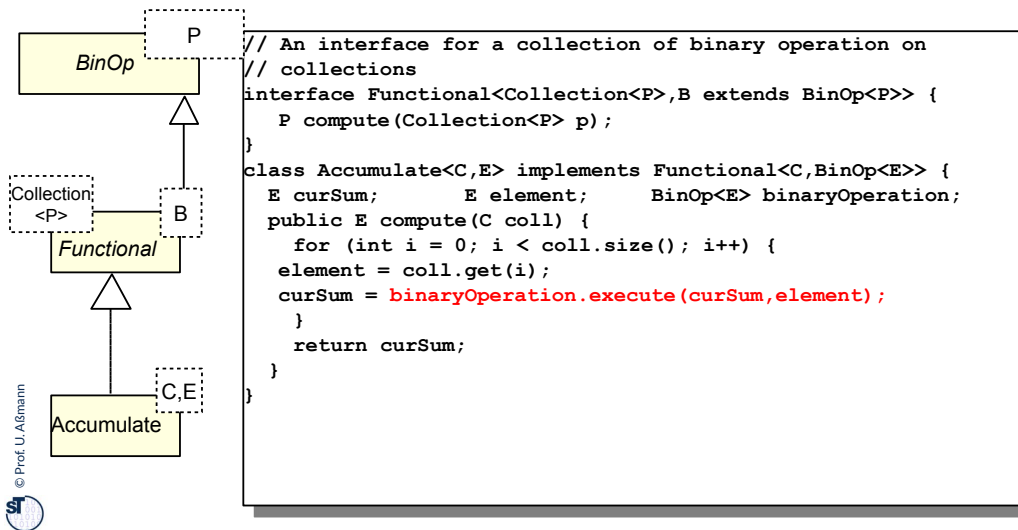 P
BinOp
Collection
<P>
B
Functional
C,E
Accumulate
// An interface for a collection of binary operation on
// collections
interface Functional<Collection<P>,B extends BinOp<P>> {
P compute(Collection<P> p);
}
class Accumulate<C,E> implements Functional<C,BinOp<E>> {
E curSum; E element; BinOp<E> binaryOperation;
public E compute(C coll) {
for (int i = 0; i < coll.size(); i++) {
element = coll.get(i);
curSum = binaryOperation.execute(curSum,element);
}
return curSum;
}
}
© Prof. U. Aßmann
ST